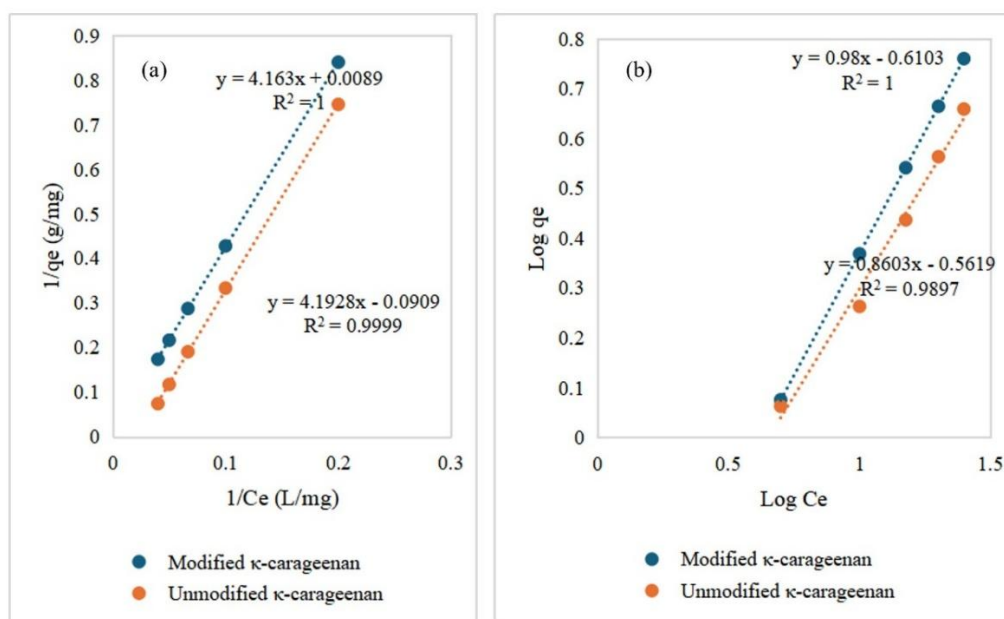 (a)
y = 4.163x + 0.0089
R² = 1
y = 4.1928x - 0.0909
R² = 0.9999
1/qe (g/mg)
0.9
0.8
0.7
0.6
0.5
0.4
0.3
0.2
0.1
0
0 0.1 0.2 0.3
1/Ce (L/mg)
Modified κ-carageenan
Unmodified κ-carageenan
(b)
y = 0.98x - 0.6103
R² = 1
y = 0.8603x - 0.5619
R² = 0.9897
Log qe
0.8
0.7
0.6
0.5
0.4
0.3
0.2
0.1
0
0 0.5 1 1.5
Log Ce
Modified κ-carageenan
Unmodified κ-carageenan